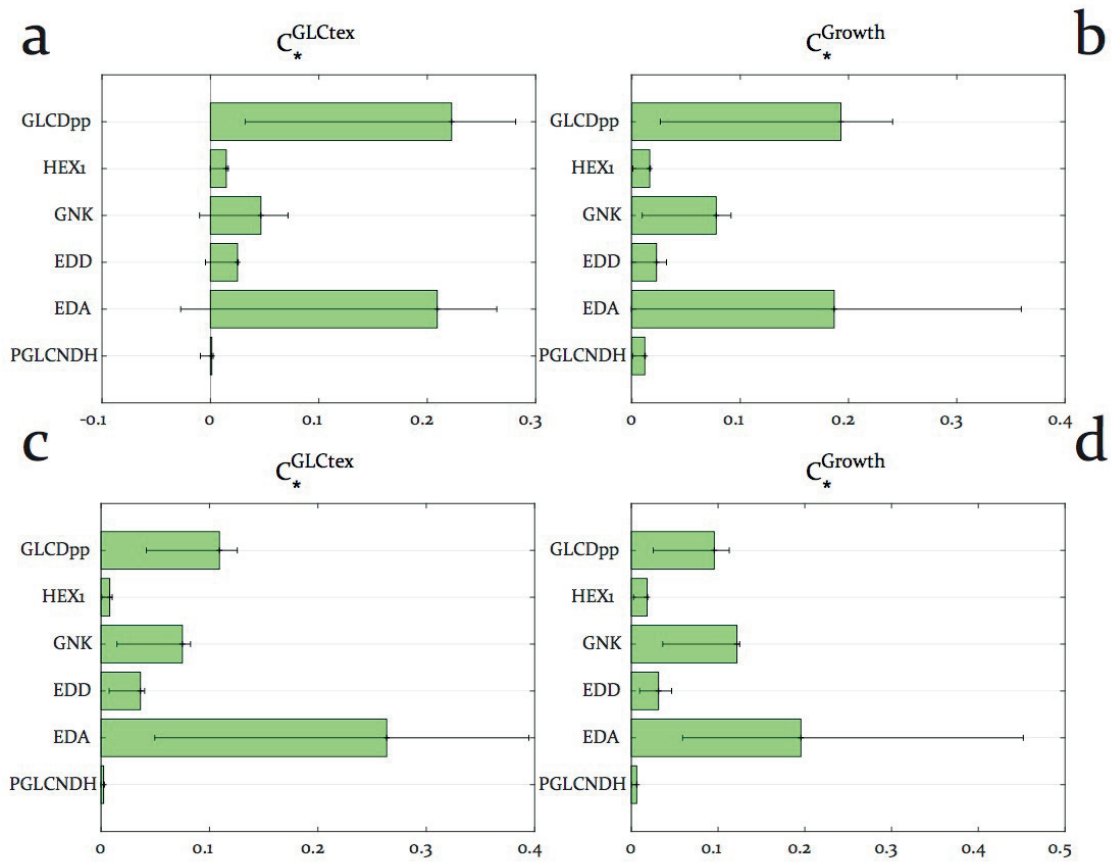 a
C*^GLCtex
GLCDpp
HEX1
GNK
EDD
EDA
PGLCNDH
-0.1 0 0.1 0.2 0.3
b
C*^Growth
GLCDpp
HEX1
GNK
EDD
EDA
PGLCNDH
0 0.1 0.2 0.3 0.4
c
C*^GLCtex
GLCDpp
HEX1
GNK
EDD
EDA
PGLCNDH
0 0.1 0.2 0.3 0.4
d
C*^Growth
GLCDpp
HEX1
GNK
EDD
EDA
PGLCNDH
0 0.1 0.2 0.3 0.4 0.5